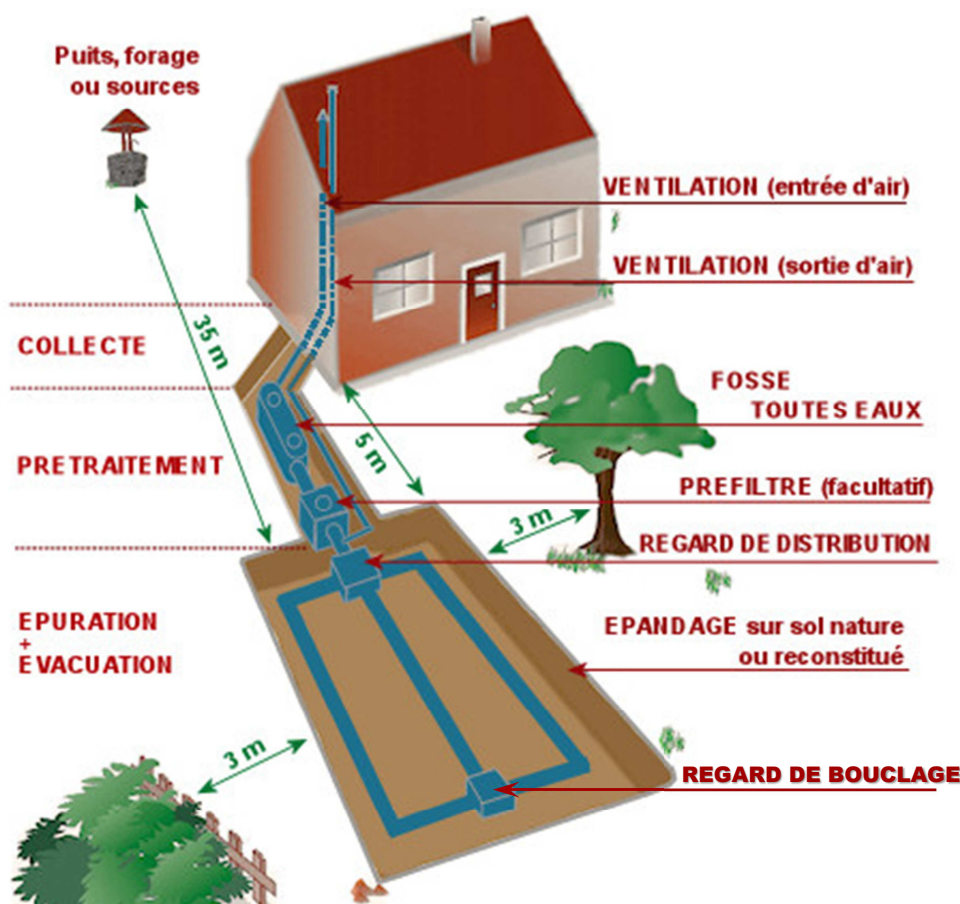 Puits, forage
ou sources
VENTILATION (entrée d'air)
VENTILATION (sortie d'air)
35 m
COLLECTE
FOSSE
TOUTES EAUX
5 m
PRETRAITEMENT
PREFILTRE (facultatif)
3 m
REGARD DE DISTRIBUTION
EPURATION
+
EVACUATION
EPANDAGE sur sol nature
ou reconstitué
3 m
REGARD DE BOUCLAGE